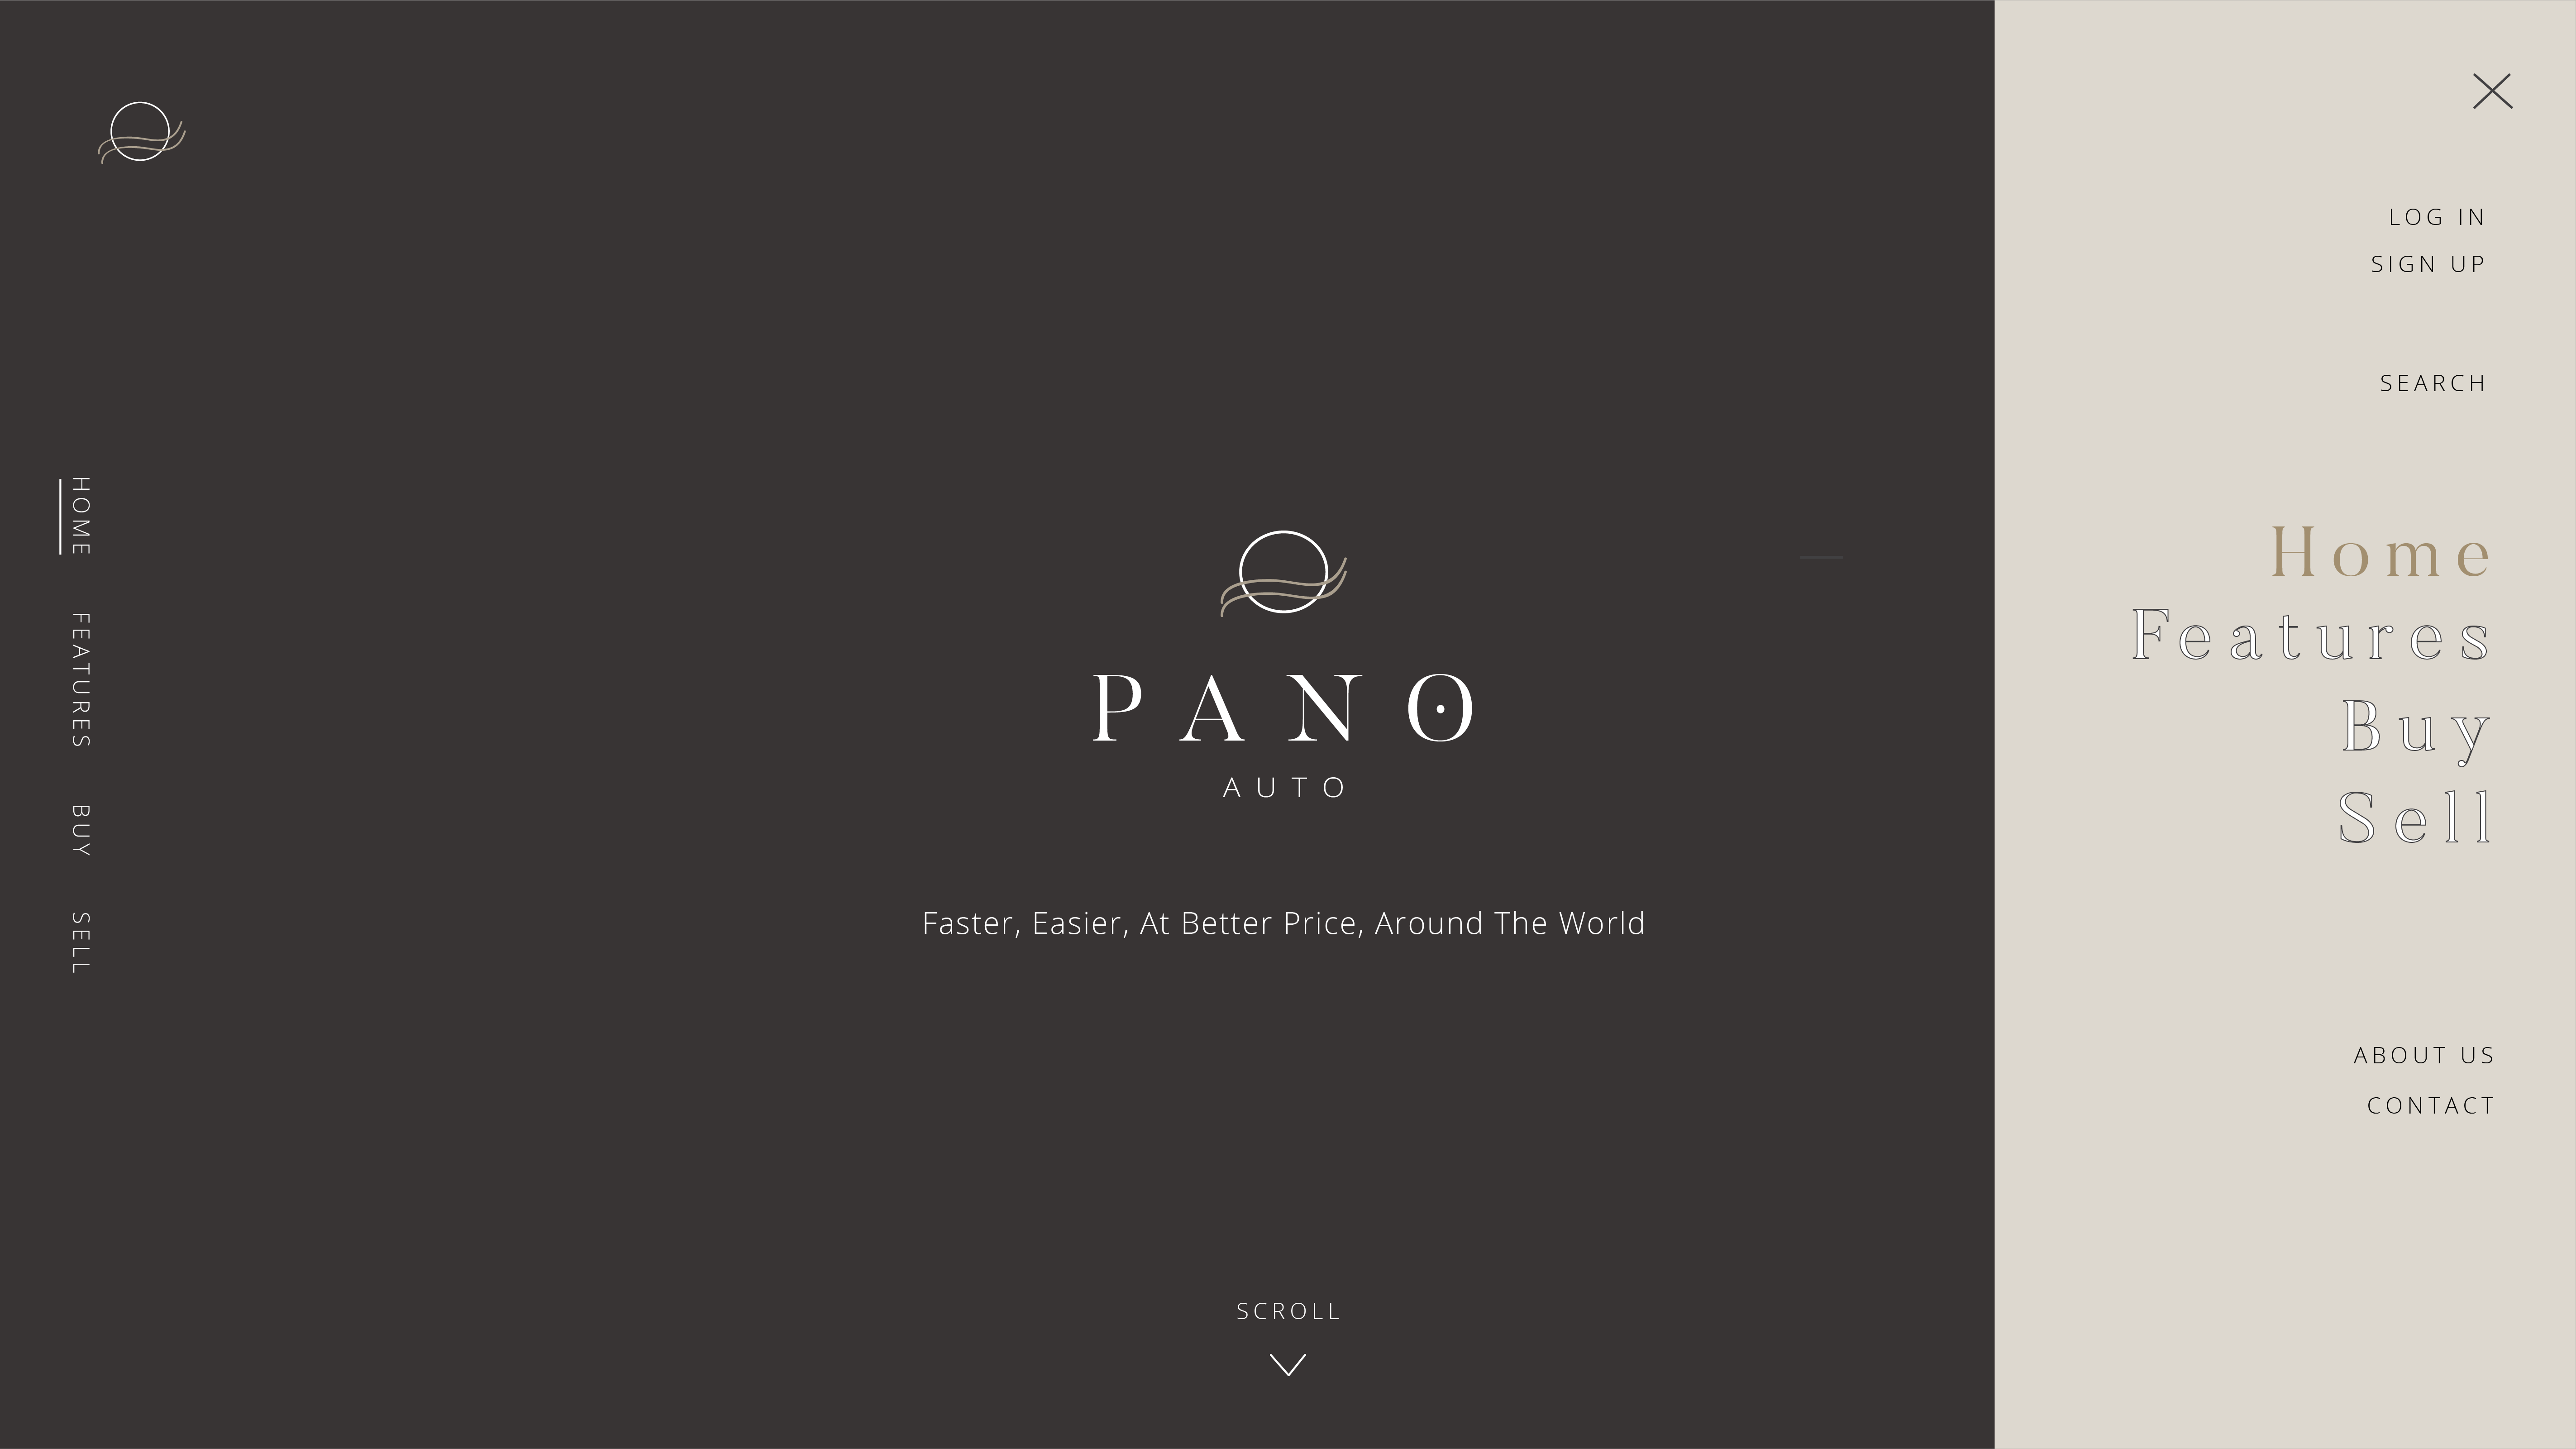 HOME
FEATURES
BUY
SELL
PANO
AUTO
Faster, Easier, At Better Price, Around The World
SCROLL
LOG IN
SIGN UP
SEARCH
Home
Features
Buy
Sell
ABOUT US
CONTACT